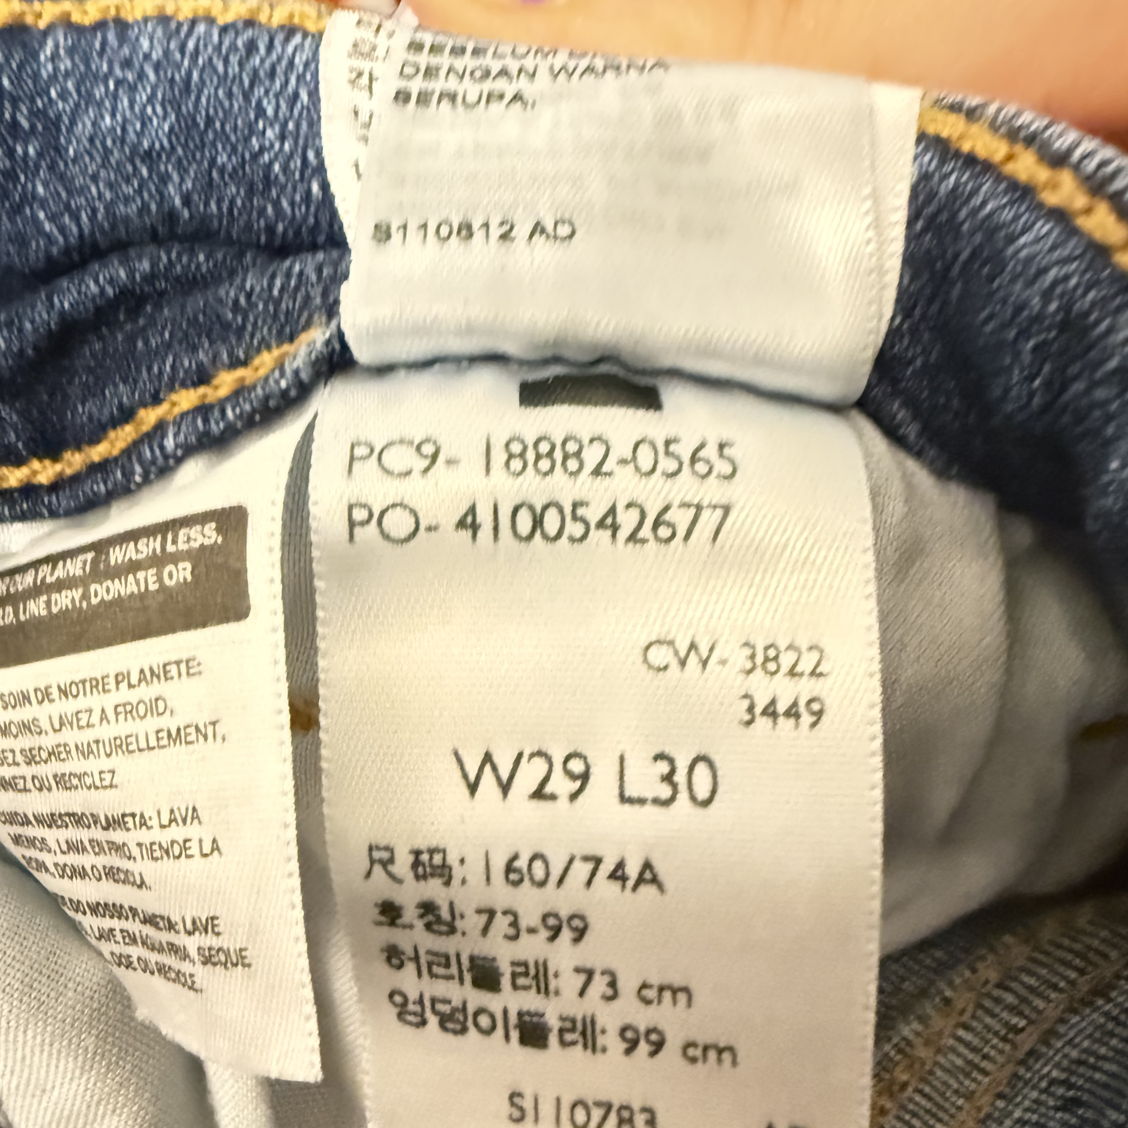 DENGAN WARNA
SERUPA.
S110812 AD
PC9- 18882-0565
PO- 4100542677
CW- 3822
3449
W29 L30
尺码: 160/74A
호칭: 73-99
허리둘레: 73 cm
엉덩이둘레: 99 cm
S110783
OUR PLANET : WASH LESS,
LINE DRY, DONATE OR
SOIN DE NOTRE PLANETE:
MOINS, LAVEZ A FROID,
SECHER NATURELLEMENT,
OU RECYCLEZ
NUESTRO PLANETA: LAVA
MENOS, LAVA EN FRIO, TIENDE LA
ROPA, DONA O RECICLA.
DO NOSSO PLANETA: LAVE
LAVE EM AGUA FRIA, SEQUE
DOE OU RECICLE.